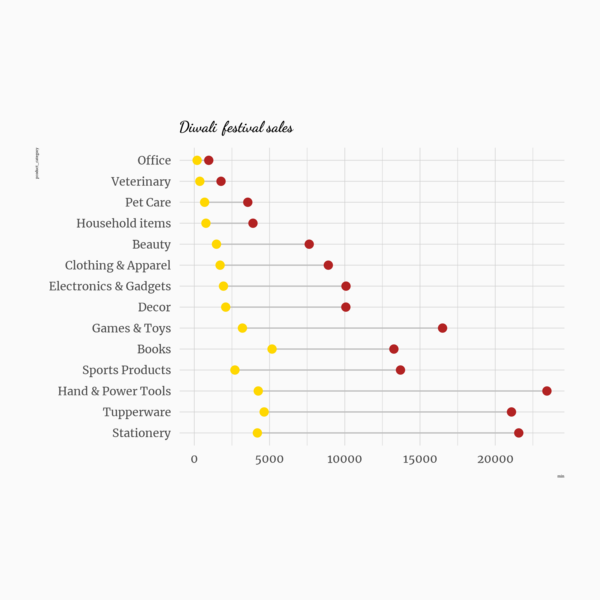 Diwali festival sales
Office
Veterinary
Pet Care
Household items
Beauty
Clothing & Apparel
Electronics & Gadgets
Decor
Games & Toys
Books
Sports Products
Hand & Power Tools
Tupperware
Stationery
0 5000 10000 15000 20000